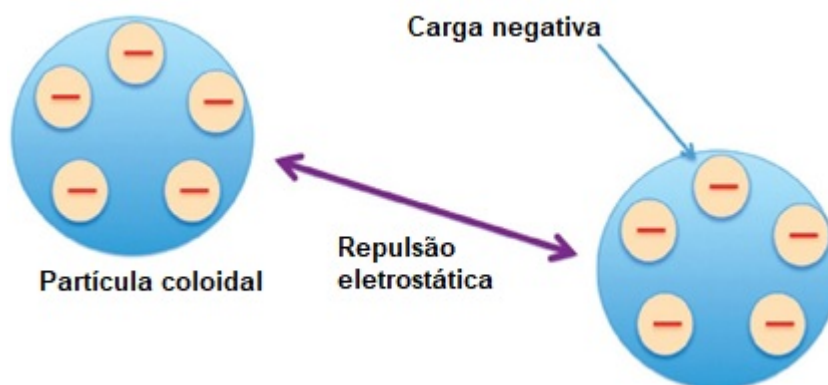 Carga negativa
Repulsão
eletrostática
Partícula coloidal